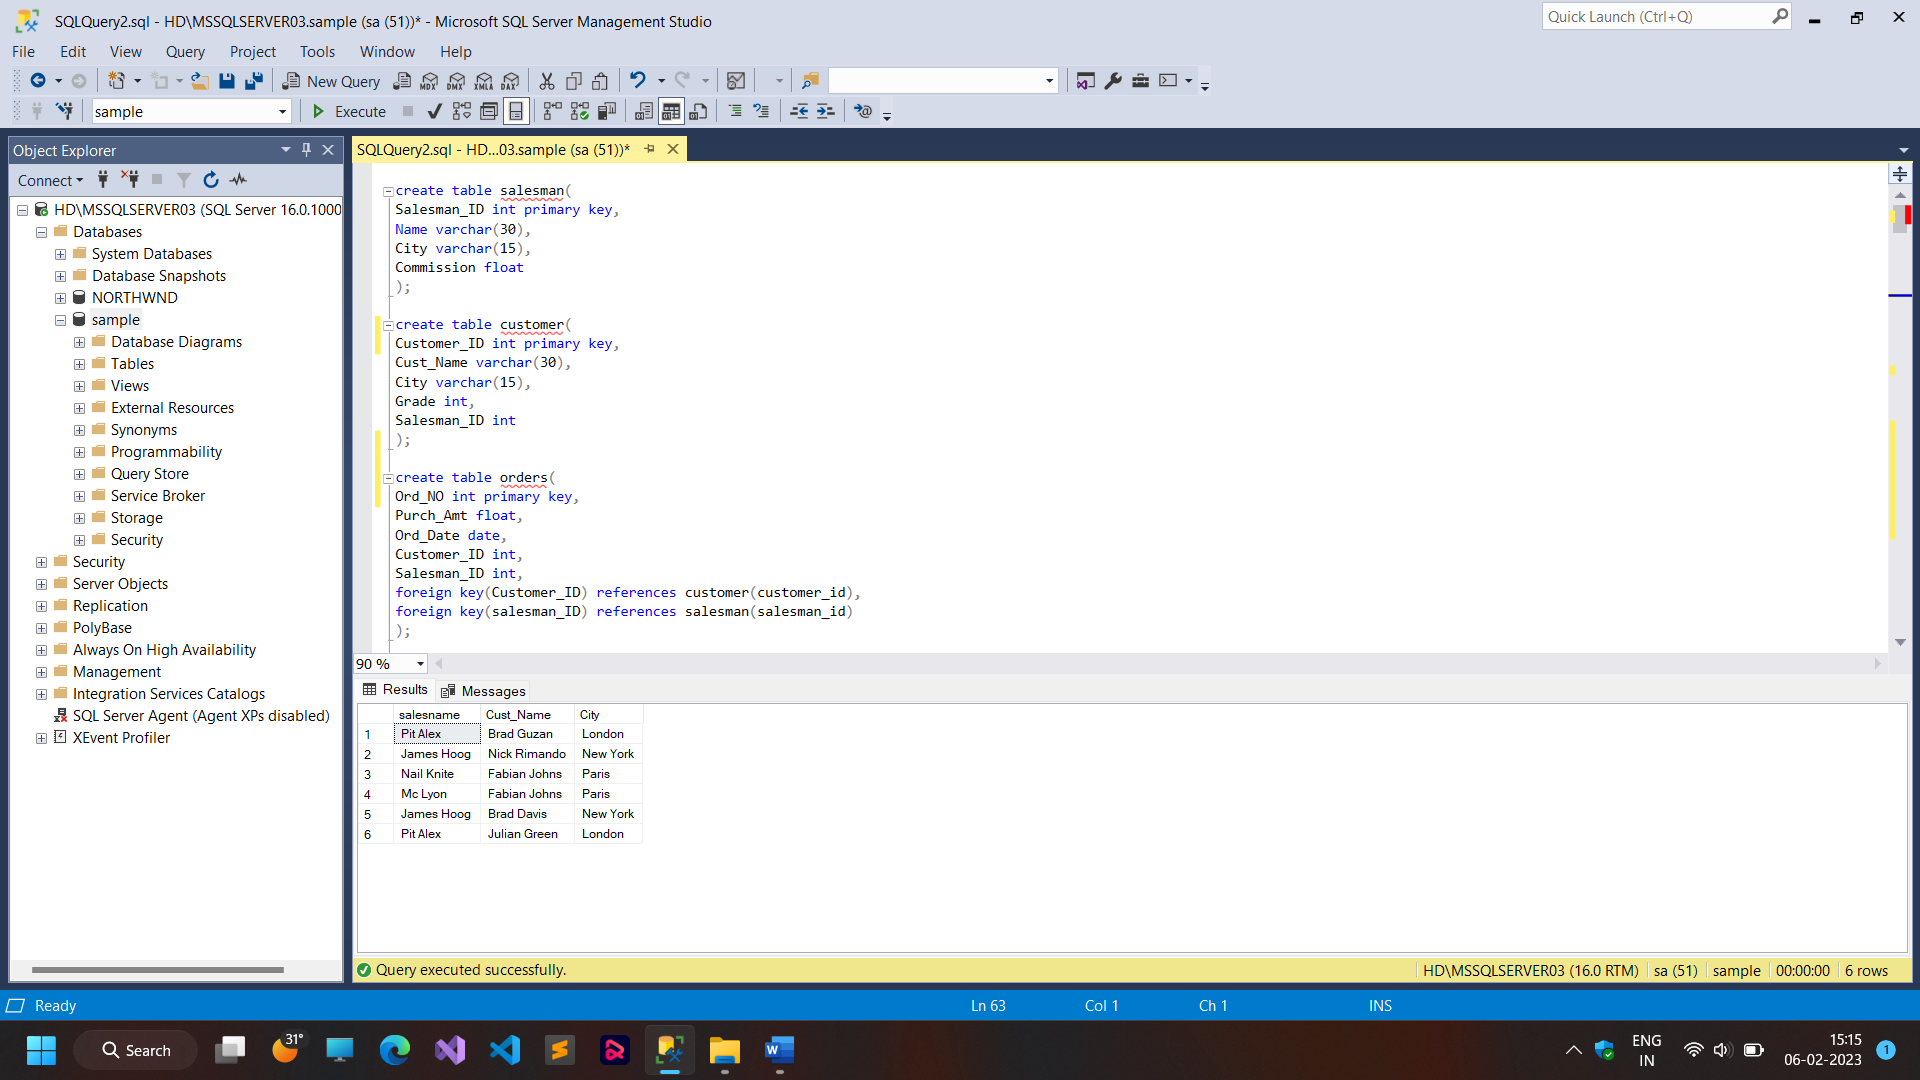 SQLQuery2.sql - HD\MSSQLSERVER03.sample (sa (51))* - Microsoft SQL Server Management Studio
Quick Launch (Ctrl+Q)
File Edit View Query Project Tools Window Help
New Query MDX DMX XMLA DAX
sample Execute
Object Explorer
Connect
HD\MSSQLSERVER03 (SQL Server 16.0.1000
Databases
System Databases
Database Snapshots
NORTHWND
sample
Database Diagrams
Tables
Views
External Resources
Synonyms
Programmability
Query Store
Service Broker
Storage
Security
Security
Server Objects
Replication
PolyBase
Always On High Availability
Management
Integration Services Catalogs
SQL Server Agent (Agent XPs disabled)
XEvent Profiler
SQLQuery2.sql - HD...03.sample (sa (51))*
create table salesman(
Salesman_ID int primary key,
Name varchar(30),
City varchar(15),
Commission float
);
create table customer(
Customer_ID int primary key,
Cust_Name varchar(30),
City varchar(15),
Grade int,
Salesman_ID int
);
create table orders(
Ord_NO int primary key,
Purch_Amt float,
Ord_Date date,
Customer_ID int,
Salesman_ID int,
foreign key(Customer_ID) references customer(customer_id),
foreign key(salesman_ID) references salesman(salesman_id)
);
90 %
Results Messages
salesname Cust_Name City
1 Pit Alex Brad Guzan London
2 James Hoog Nick Rimando New York
3 Nail Knite Fabian Johns Paris
4 Mc Lyon Fabian Johns Paris
5 James Hoog Brad Davis New York
6 Pit Alex Julian Green London
Query executed successfully. HD\MSSQLSERVER03 (16.0 RTM) sa (51) sample 00:00:00 6 rows
Ready Ln 63 Col 1 Ch 1 INS
Search 31° ENG 15:15
IN 06-02-2023 1